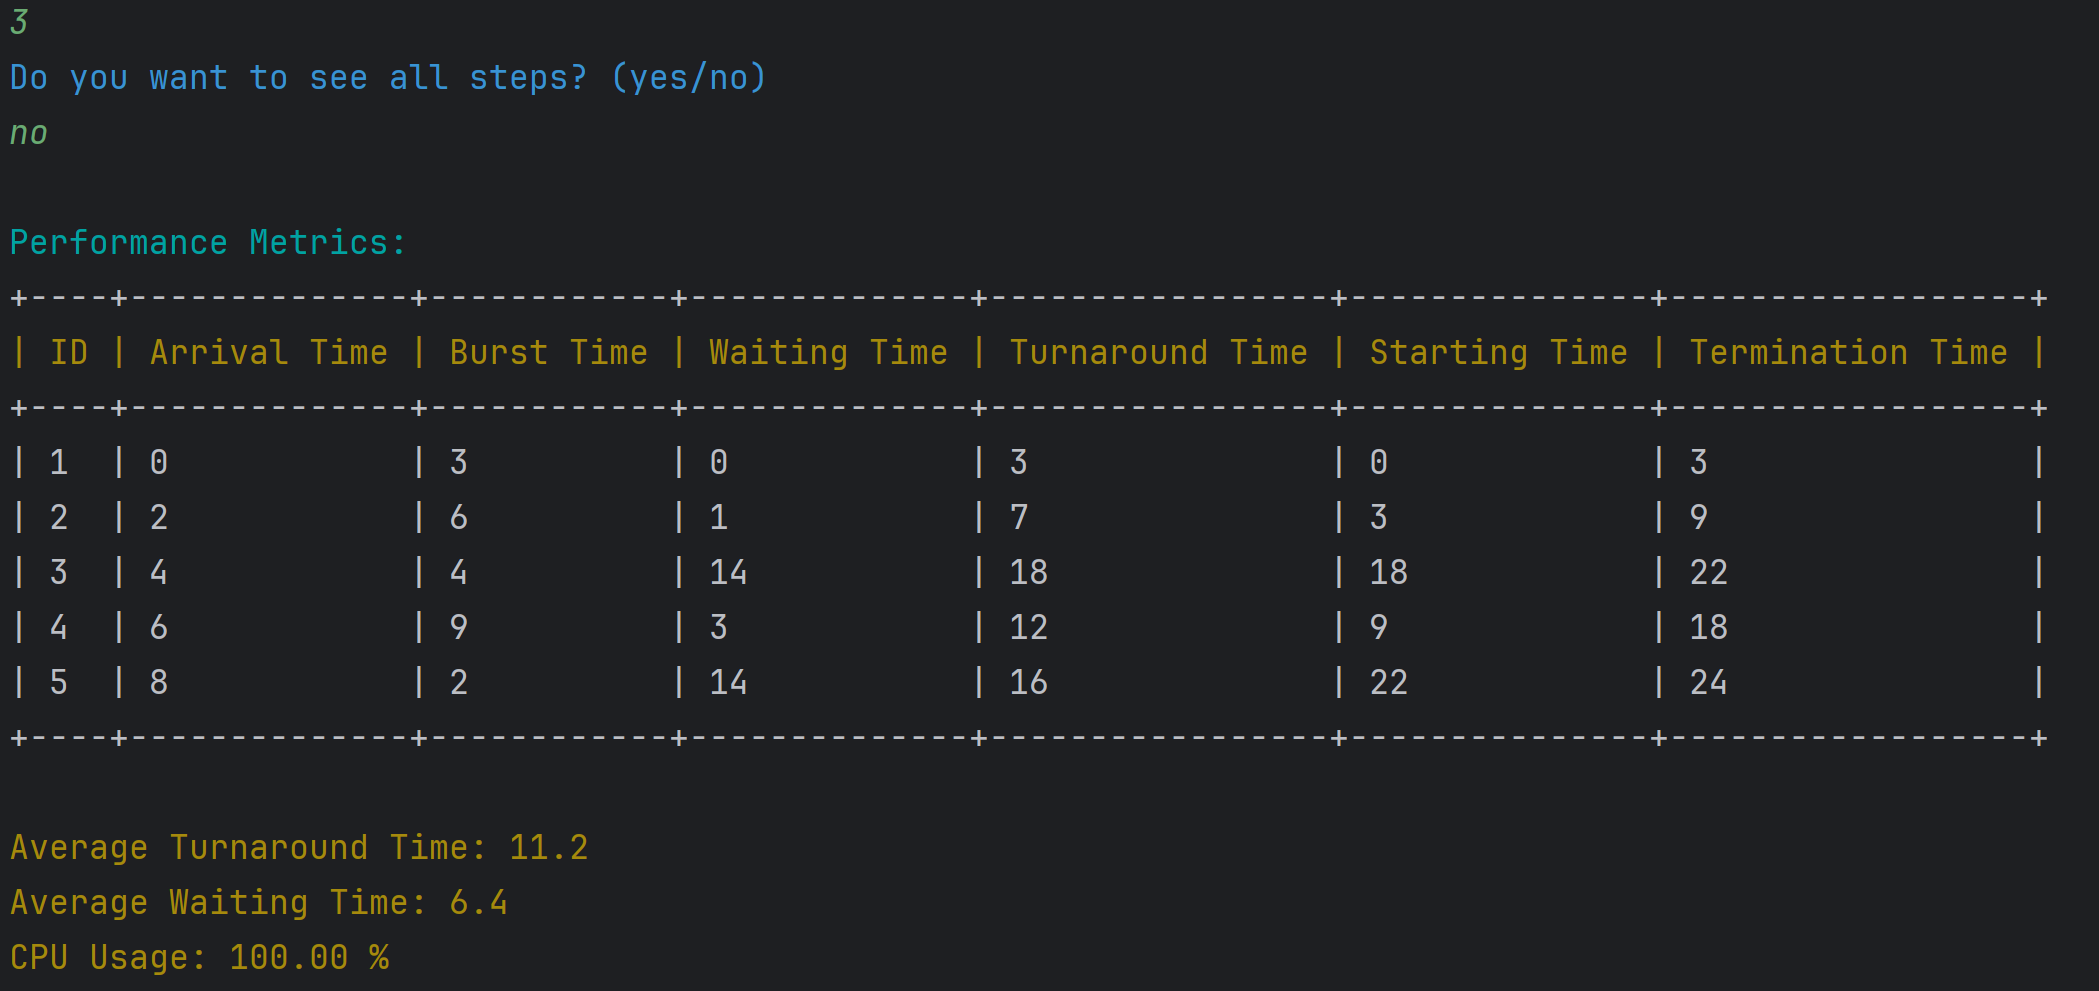 3
Do you want to see all steps? (yes/no)
no
Performance Metrics:
+----+--------------+------------+--------------+-----------------+---------------+------------------+
| ID | Arrival Time | Burst Time | Waiting Time | Turnaround Time | Starting Time | Termination Time |
+----+--------------+------------+--------------+-----------------+---------------+------------------+
| 1  | 0            | 3          | 0            | 3               | 0             | 3                |
| 2  | 2            | 6          | 1            | 7               | 3             | 9                |
| 3  | 4            | 4          | 14           | 18              | 18            | 22               |
| 4  | 6            | 9          | 3            | 12              | 9             | 18               |
| 5  | 8            | 2          | 14           | 16              | 22            | 24               |
+----+--------------+------------+--------------+-----------------+---------------+------------------+
Average Turnaround Time: 11.2
Average Waiting Time: 6.4
CPU Usage: 100.00 %